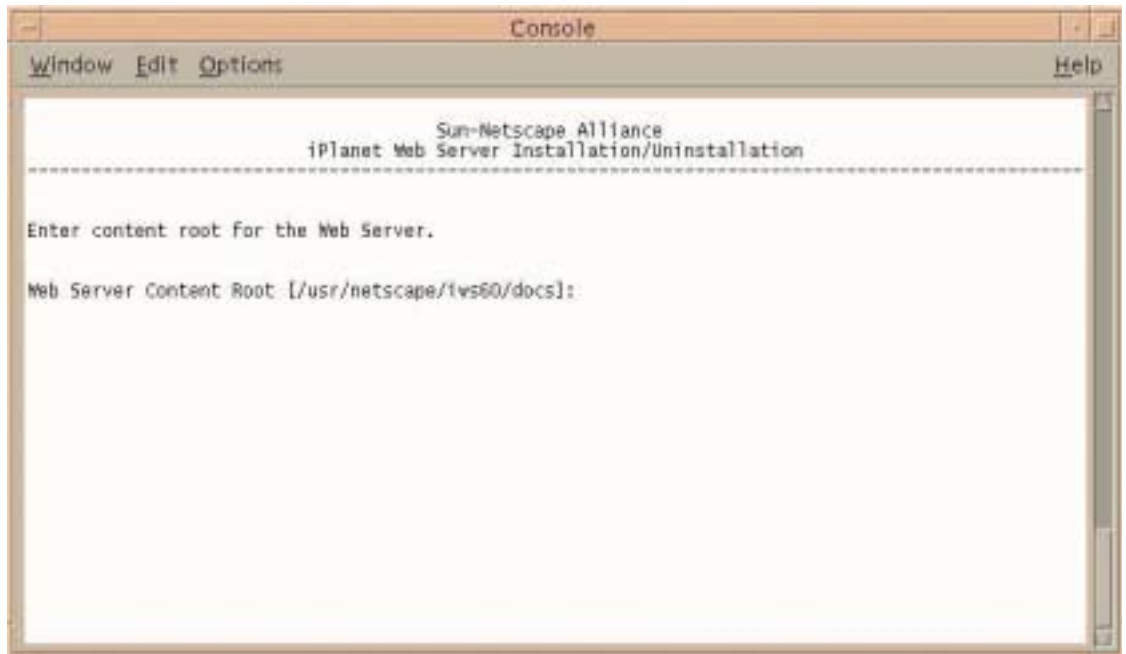 Console
Window Edit Options Help
Sun-Netscape Alliance
iPlanet Web Server Installation/Uninstallation
--------------------------------------------------------------------------------
Enter content root for the Web Server.
Web Server Content Root [/usr/netscape/iws60/docs]: